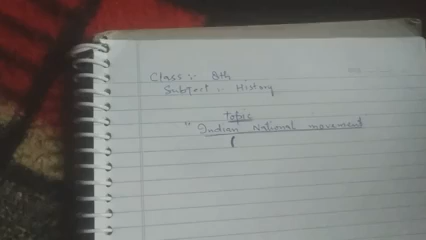 Class :- 8th
Subject :- History
Topic
" Indian National movement
(